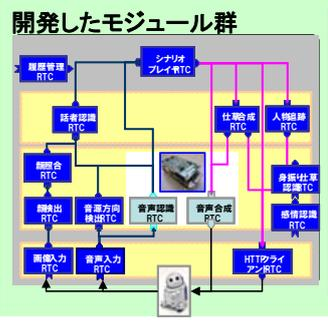 開発したモジュール群
シナリオ
プレイヤRTC
履歴管理
RTC
話者認識
RTC
仕草合成
RTC
人物追跡
RTC
顔照合
RTC
身振り仕草
認識RTC
顔検出
RTC
音源方向
検出RTC
音声認識
RTC
音声合成
RTC
感情認識
RTC
画像入力
RTC
音声入力
RTC
HTTPクライ
アントRTC